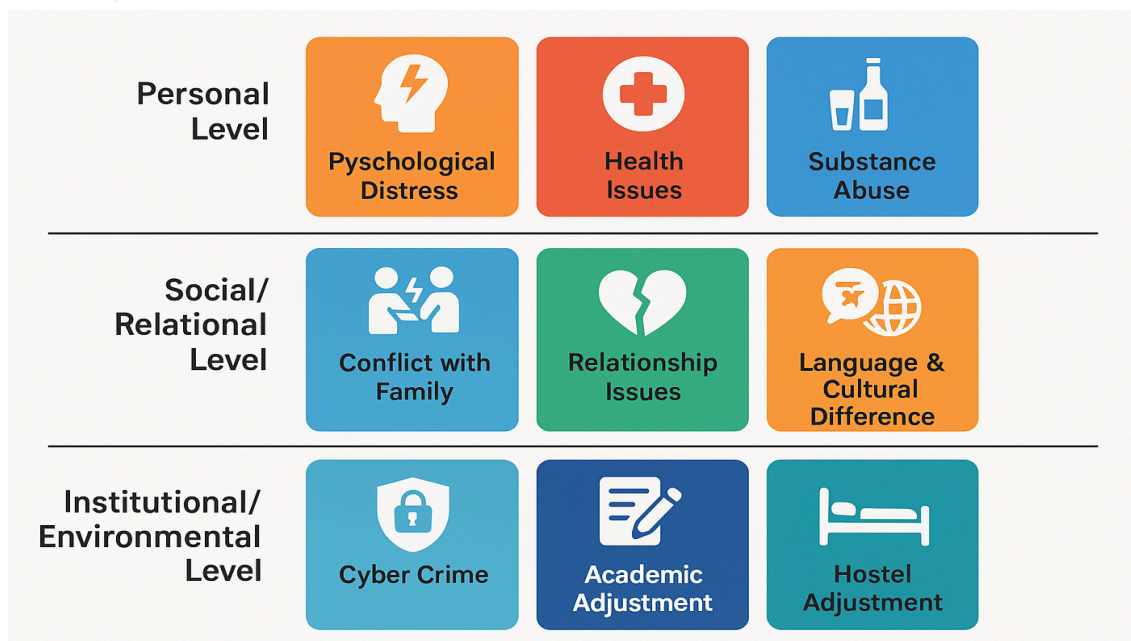 Personal
Level
Pyschological
Distress
Health
Issues
Substance
Abuse
Social/
Relational
Level
Conflict with
Family
Relationship
Issues
Language &
Cultural
Difference
Institutional/
Environmental
Level
Cyber Crime
Academic
Adjustment
Hostel
Adjustment